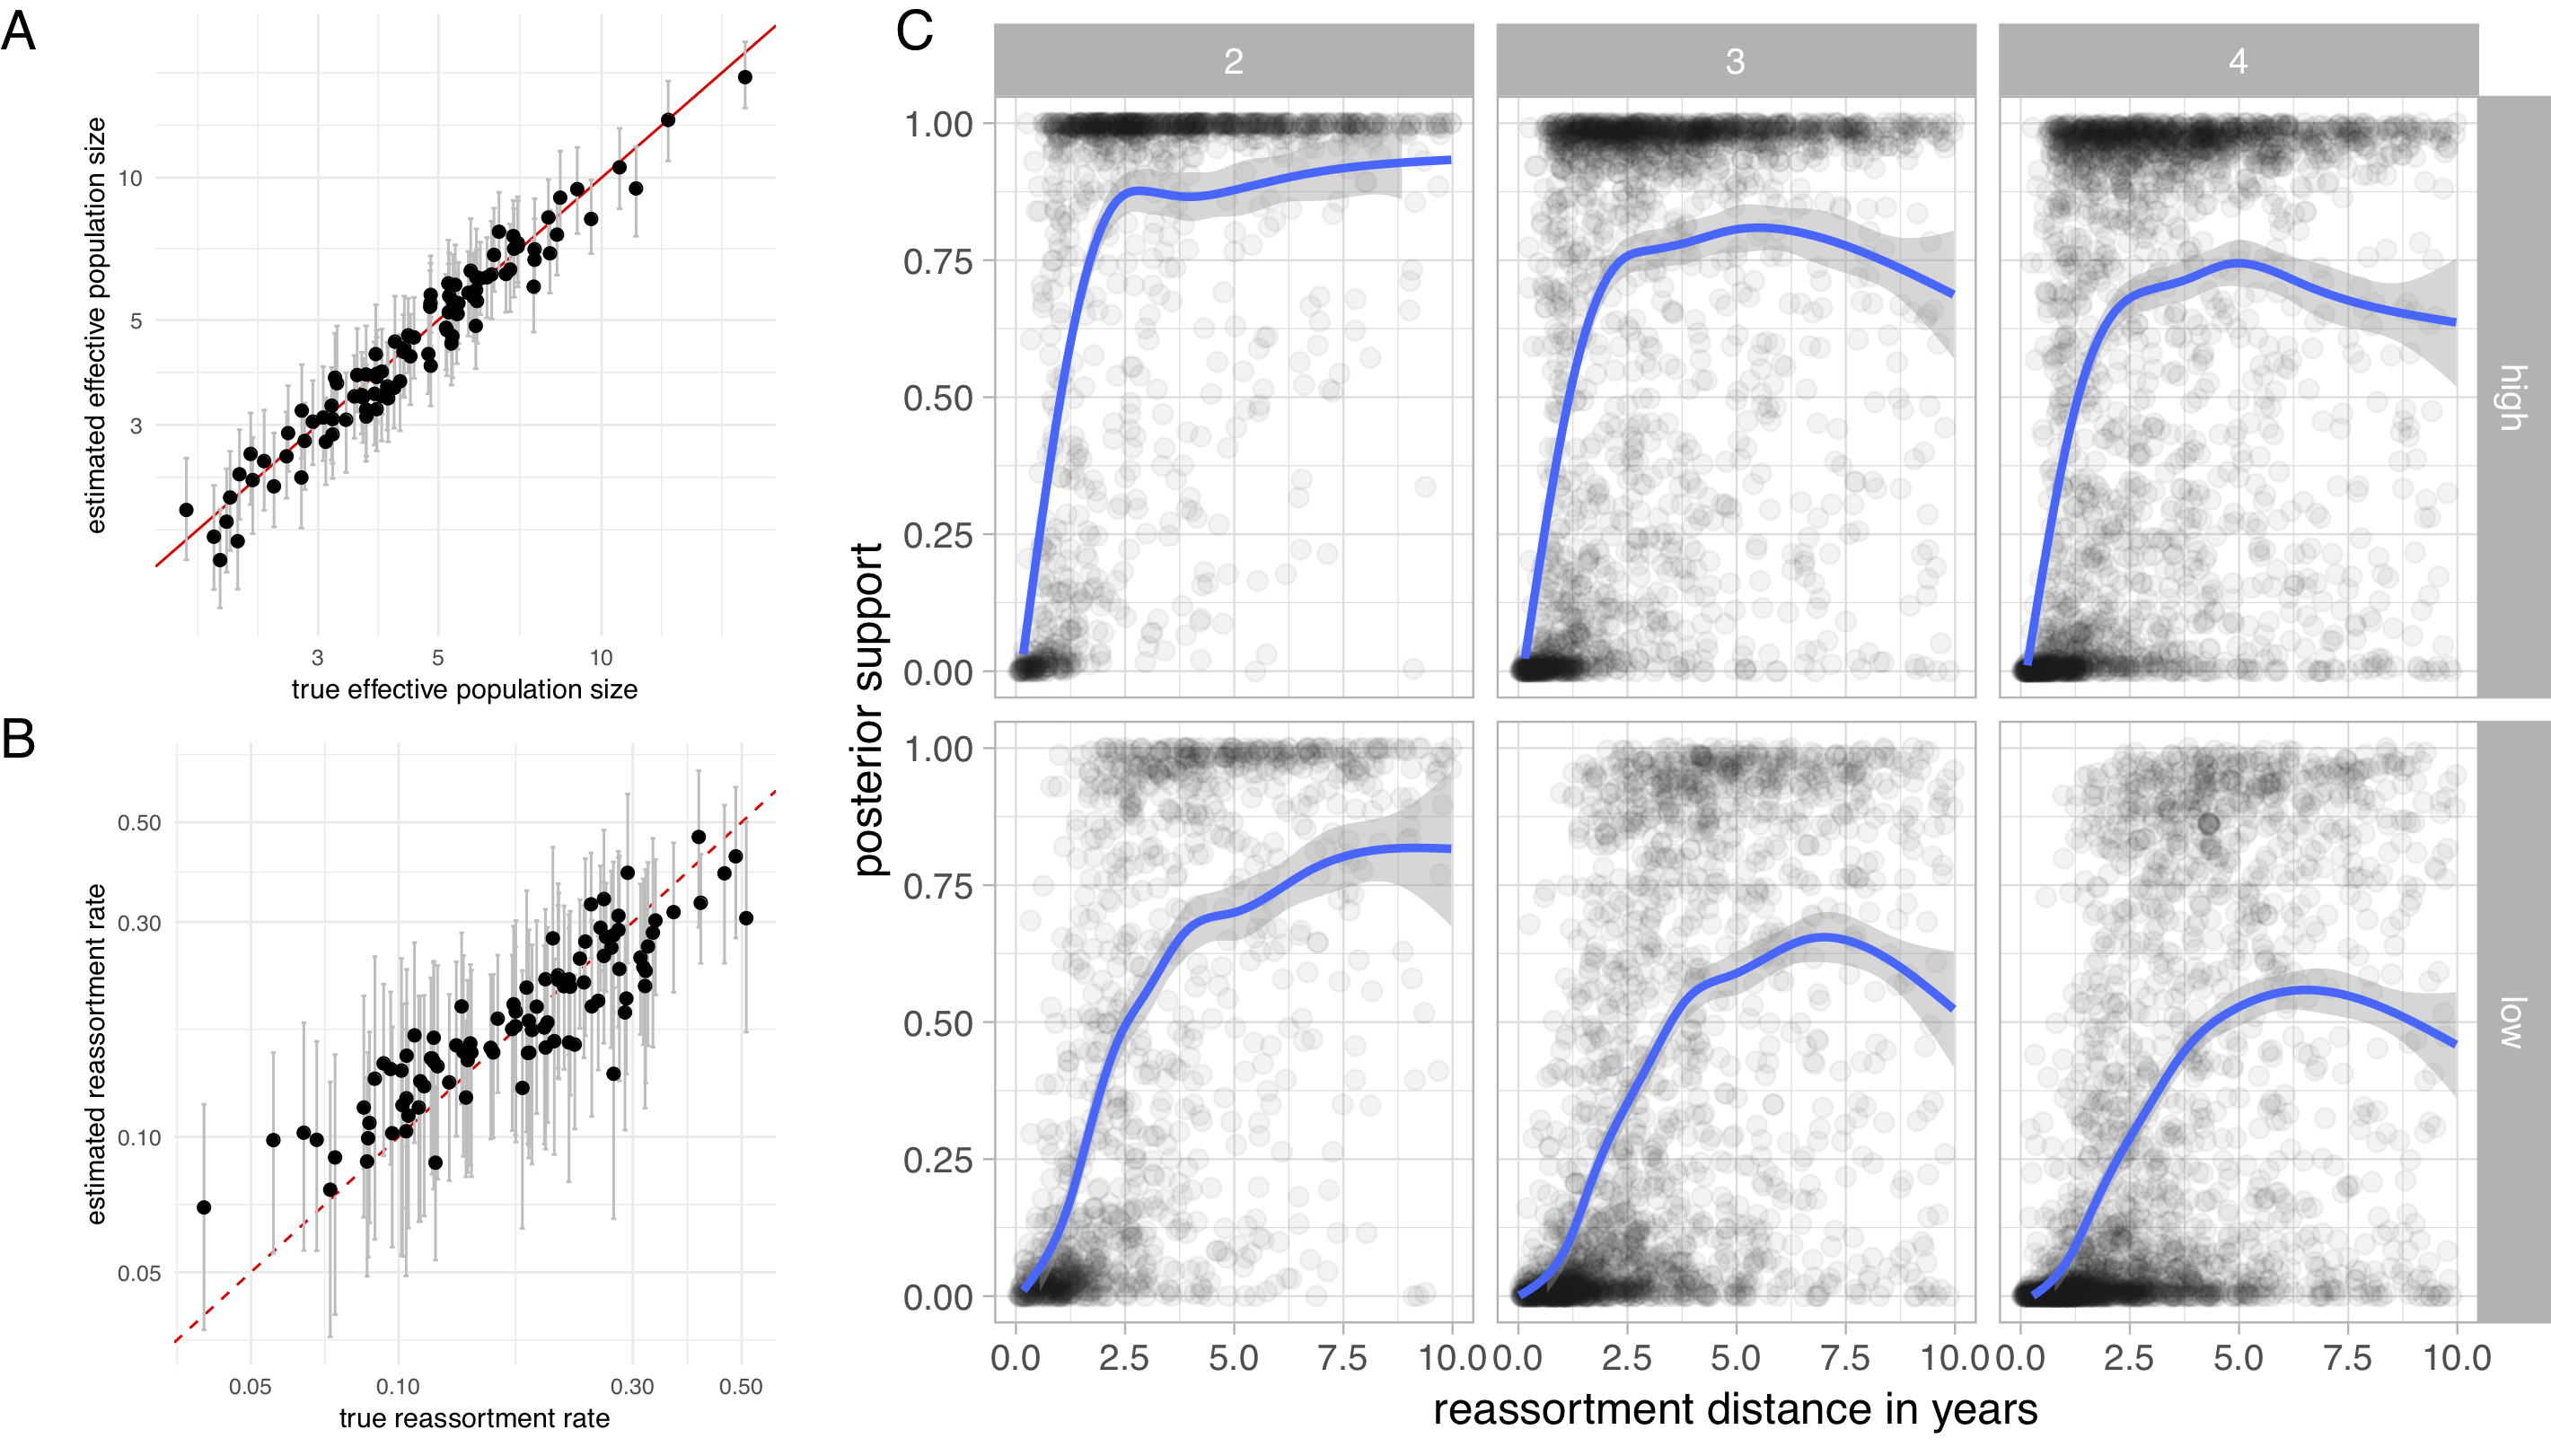 A
estimated effective population size
10
5
3
3 5 10
true effective population size
B
estimated reassortment rate
0.50
0.30
0.10
0.05
0.05 0.10 0.30 0.50
true reassortment rate
C
2 3 4
posterior support
1.00
0.75
0.50
0.25
0.00
high
1.00
0.75
0.50
0.25
0.00
low
0.0 2.5 5.0 7.5 10.0 0.0 2.5 5.0 7.5 10.0 0.0 2.5 5.0 7.5 10.0
reassortment distance in years